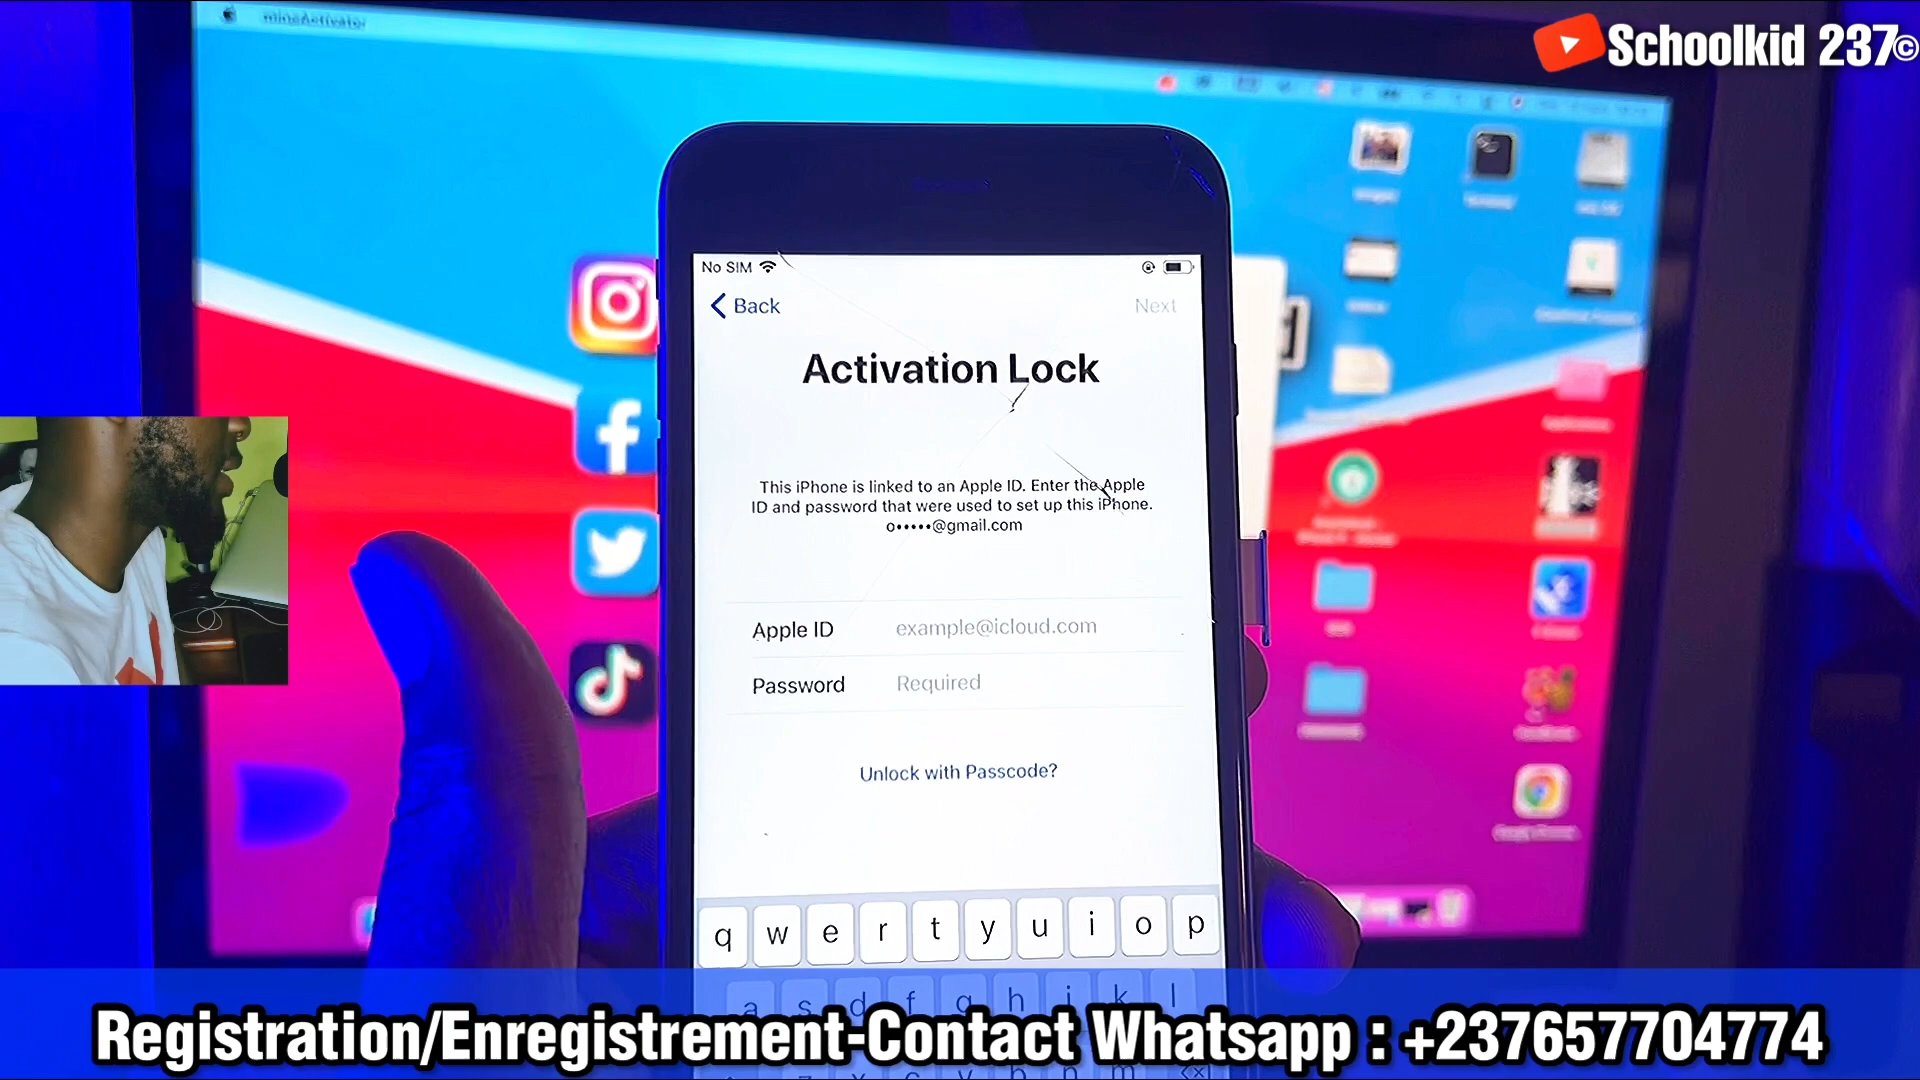 mineActivator
Schoolkid 237©
No SIM
Back
Next
Activation Lock
This iPhone is linked to an Apple ID. Enter the Apple
ID and password that were used to set up this iPhone.
o•••••@gmail.com
Apple ID
example@icloud.com
Password
Required
Unlock with Passcode?
q w e r t y u i o p
a s d f g h j k l
Registration/Enregistrement-Contact Whatsapp : +237657704774